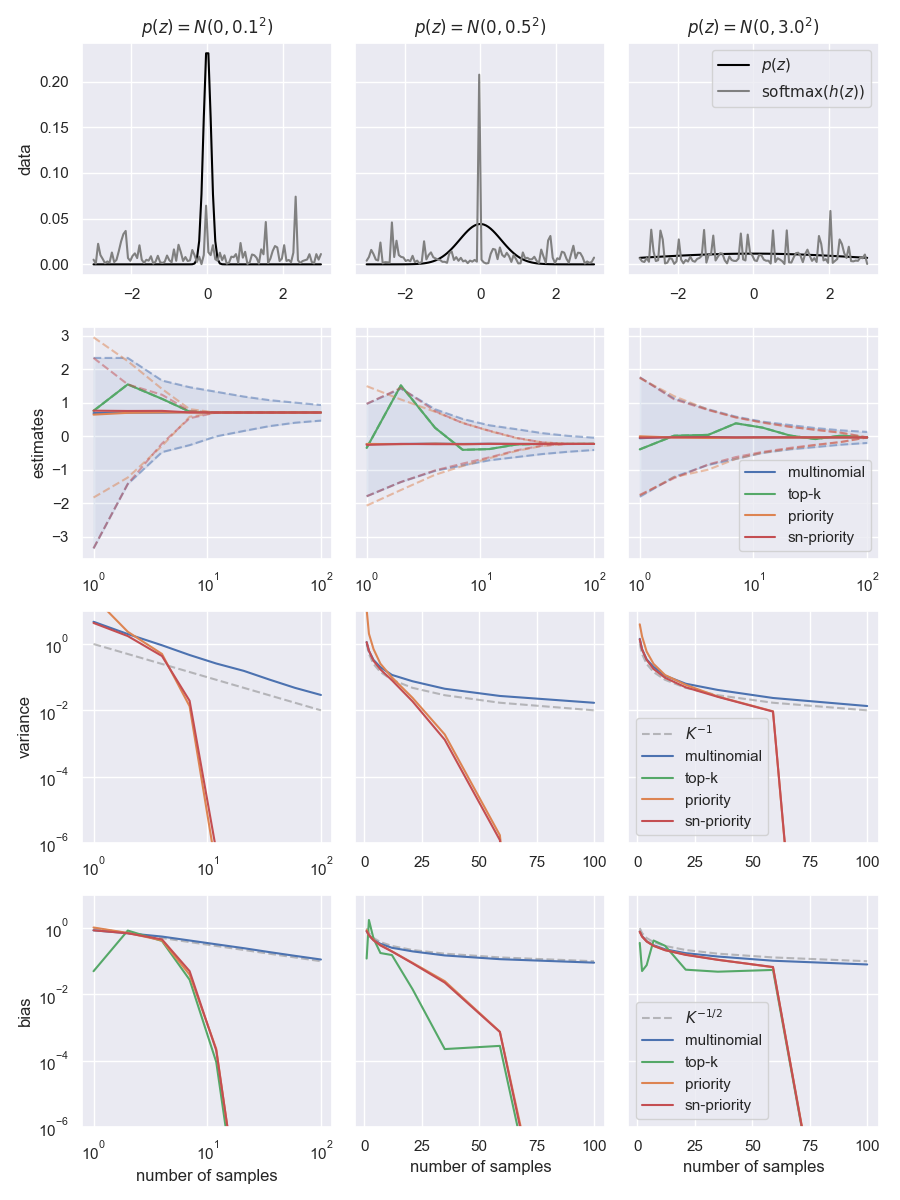 p(z) = N(0, 0.1²) p(z) = N(0, 0.5²) p(z) = N(0, 3.0²)
data
0.20
0.15
0.10
0.05
0.00
p(z)
softmax(h(z))
−2 0 2 −2 0 2 −2 0 2
estimates
3
2
1
0
−1
−2
−3
multinomial
top-k
priority
sn-priority
10⁰ 10¹ 10² 10⁰ 10¹ 10² 10⁰ 10¹ 10²
variance
10⁰
10⁻²
10⁻⁴
10⁻⁶
K⁻¹
multinomial
top-k
priority
sn-priority
10⁰ 10¹ 10² 0 25 50 75 100 0 25 50 75 100
bias
10⁰
10⁻²
10⁻⁴
10⁻⁶
K⁻¹/²
multinomial
top-k
priority
sn-priority
10⁰ 10¹ 10² 0 25 50 75 100 0 25 50 75 100
number of samples number of samples number of samples